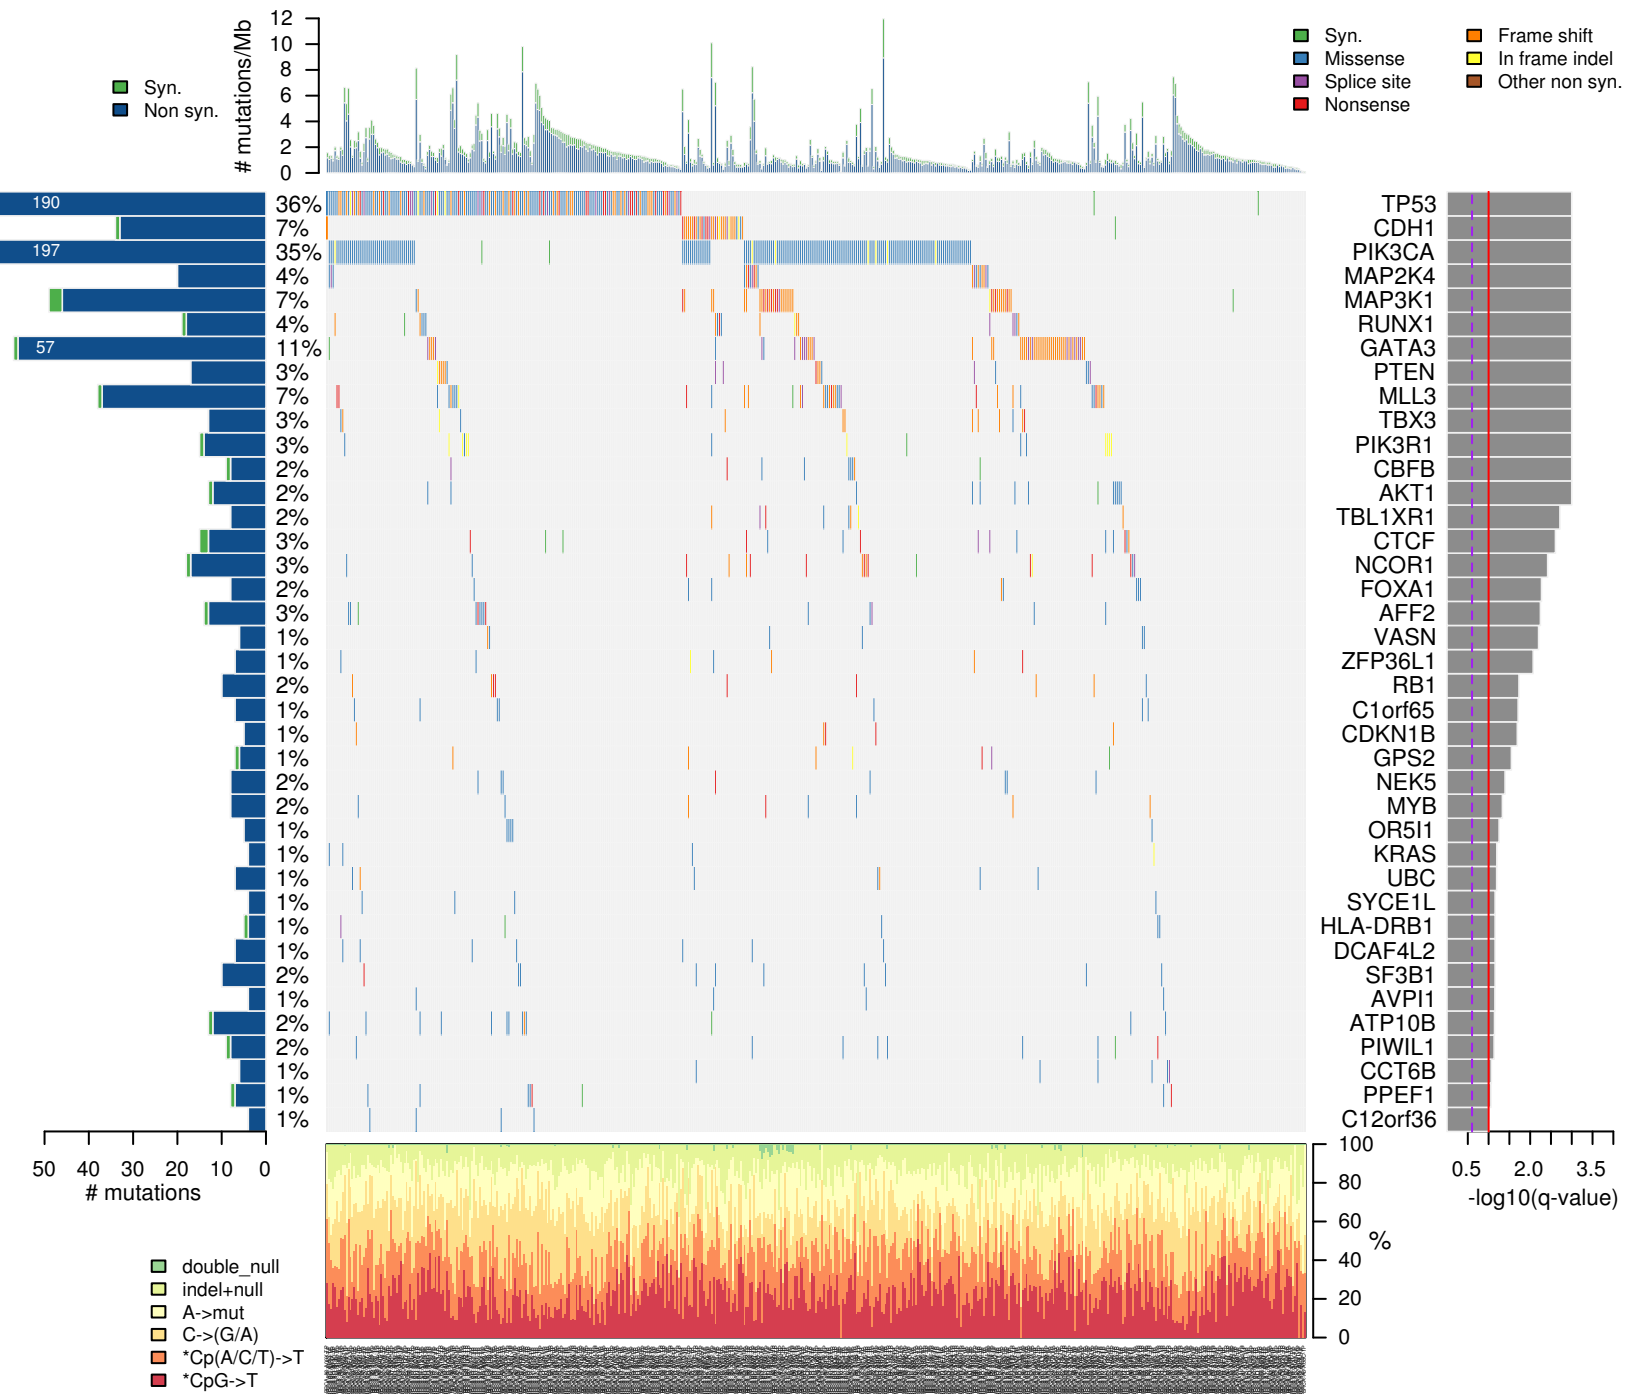 # mutations/Mb
12
10
8
6
4
2
0
Syn.
Non syn.
Syn.
Missense
Splice site
Nonsense
Frame shift
In frame indel
Other non syn.
190 36% TP53
7% CDH1
197 35% PIK3CA
4% MAP2K4
7% MAP3K1
4% RUNX1
57 11% GATA3
3% PTEN
7% MLL3
3% TBX3
3% PIK3R1
2% CBFB
2% AKT1
2% TBL1XR1
3% CTCF
3% NCOR1
2% FOXA1
3% AFF2
1% VASN
1% ZFP36L1
2% RB1
1% C1orf65
1% CDKN1B
1% GPS2
2% NEK5
2% MYB
1% OR5I1
1% KRAS
1% UBC
1% SYCE1L
1% HLA-DRB1
1% DCAF4L2
2% SF3B1
1% AVPI1
2% ATP10B
2% PIWIL1
1% CCT6B
1% PPEF1
1% C12orf36
50 40 30 20 10 0
# mutations
0.5 2.0 3.5
-log10(q-value)
100
80
60
40
20
0
%
double_null
indel+null
A->mut
C->(G/A)
*Cp(A/C/T)->T
*CpG->T